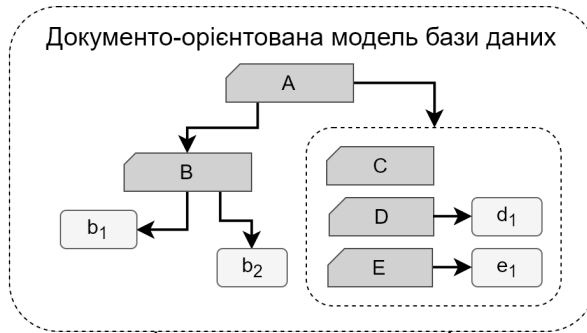 Документо-орієнтована модель бази даних
A
B
C
b1
D
d1
b2
E
e1